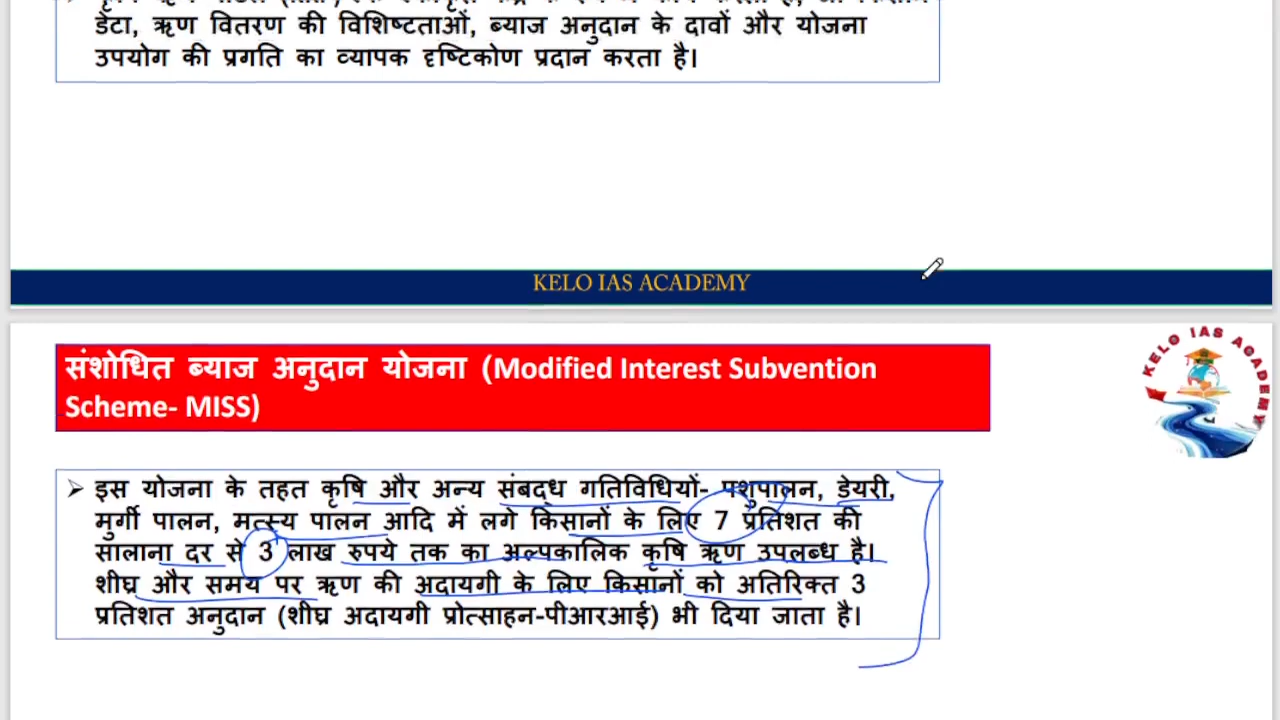 डेटा, ऋण वितरण की विशिष्टताओं, ब्याज अनुदान के दावों और योजना
उपयोग की प्रगति का व्यापक दृष्टिकोण प्रदान करता है।
KELO IAS ACADEMY
संशोधित ब्याज अनुदान योजना (Modified Interest Subvention
Scheme- MISS)
KELO IAS ACADEMY
इस योजना के तहत कृषि और अन्य संबद्ध गतिविधियों- पशुपालन, डेयरी,
मुर्गी पालन, मत्स्य पालन आदि में लगे किसानों के लिए 7 प्रतिशत की
सालाना दर से 3 लाख रुपये तक का अल्पकालिक कृषि ऋण उपलब्ध है।
शीघ्र और समय पर ऋण की अदायगी के लिए किसानों को अतिरिक्त 3
प्रतिशत अनुदान (शीघ्र अदायगी प्रोत्साहन-पीआरआई) भी दिया जाता है।